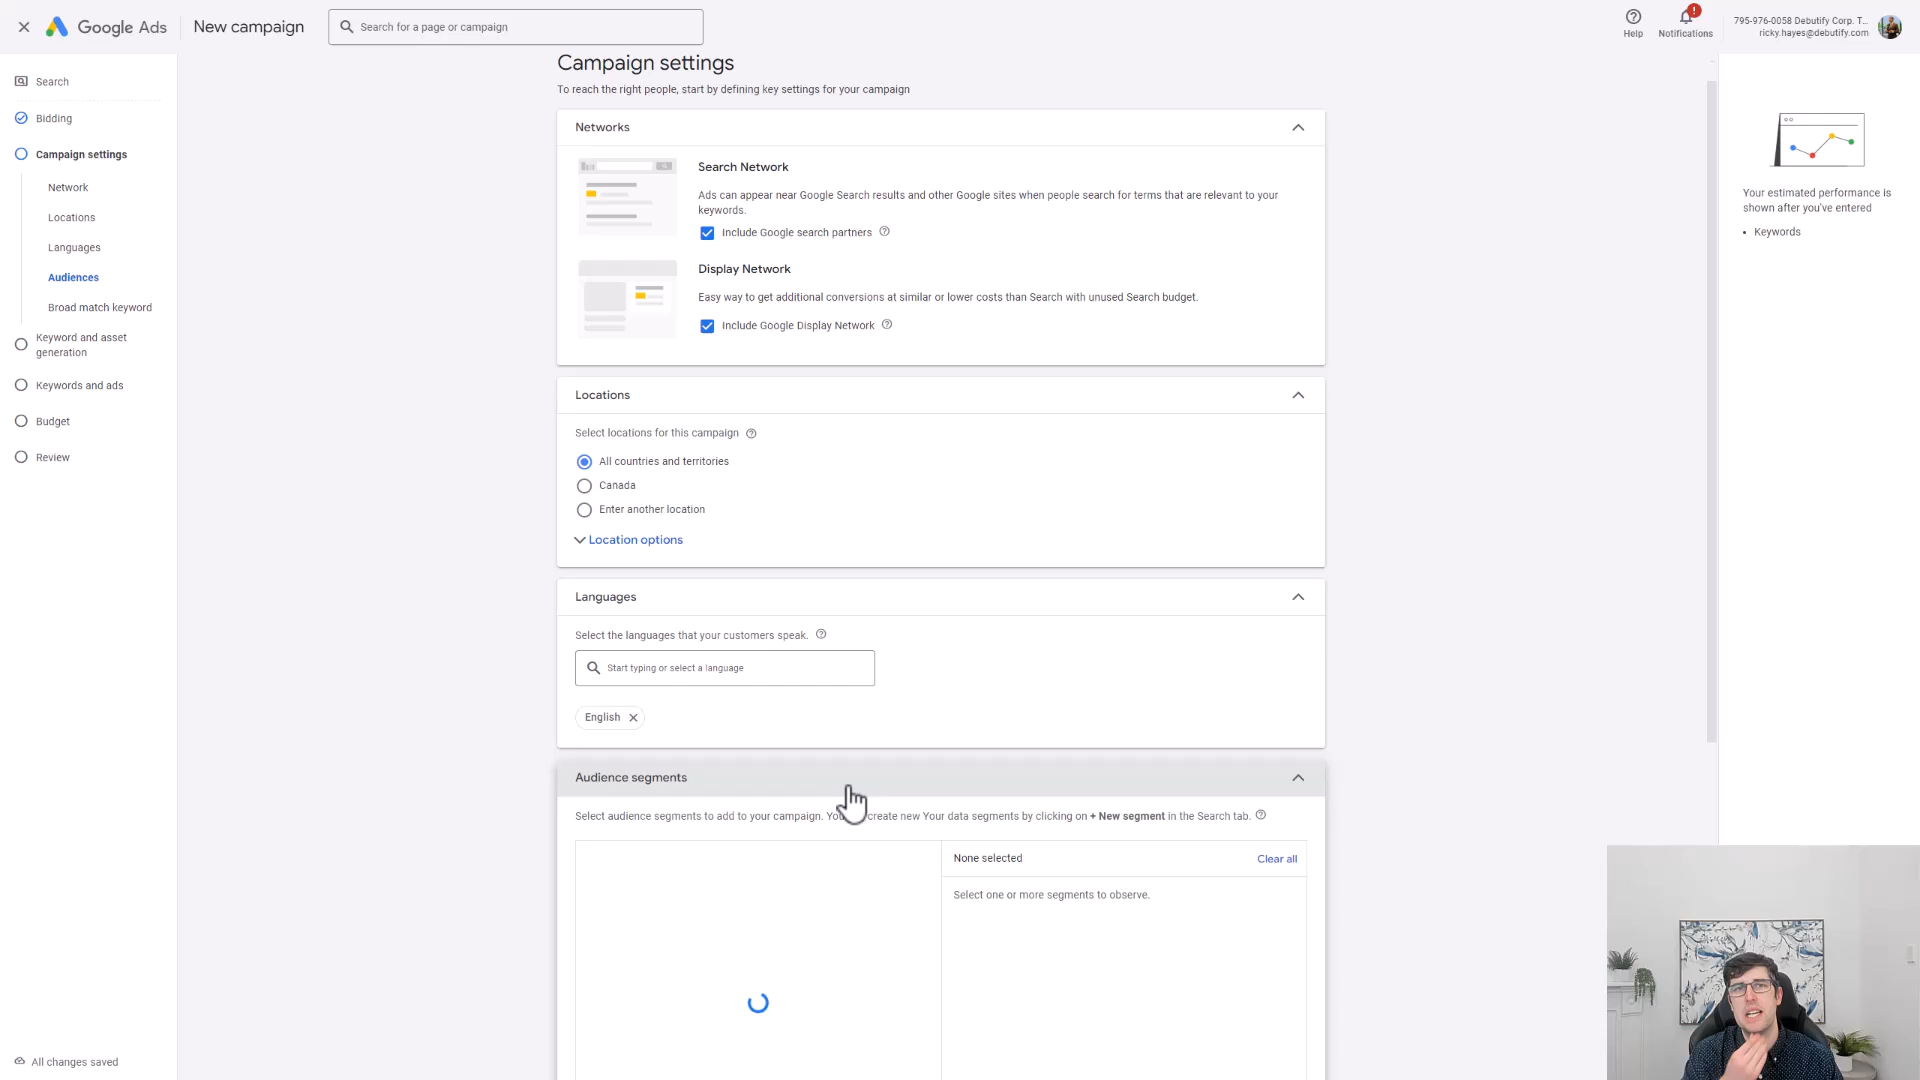 Google Ads
New campaign
Search for a page or campaign
Help
!
Notifications
795-976-0058 Debutify Corp. T...
ricky.hayes@debutify.com
Search
Bidding
Campaign settings
Network
Locations
Languages
Audiences
Broad match keyword
Keyword and asset
generation
Keywords and ads
Budget
Review
All changes saved
Campaign settings
To reach the right people, start by defining key settings for your campaign
Networks
Search Network
Ads can appear near Google Search results and other Google sites when people search for terms that are relevant to your
keywords.
Include Google search partners
Display Network
Easy way to get additional conversions at similar or lower costs than Search with unused Search budget.
Include Google Display Network
Locations
Select locations for this campaign
All countries and territories
Canada
Enter another location
Location options
Languages
Select the languages that your customers speak.
Start typing or select a language
English
Audience segments
Select audience segments to add to your campaign. You create new Your data segments by clicking on + New segment in the Search tab.
None selected
Clear all
Select one or more segments to observe.
Your estimated performance is
shown after you've entered
• Keywords